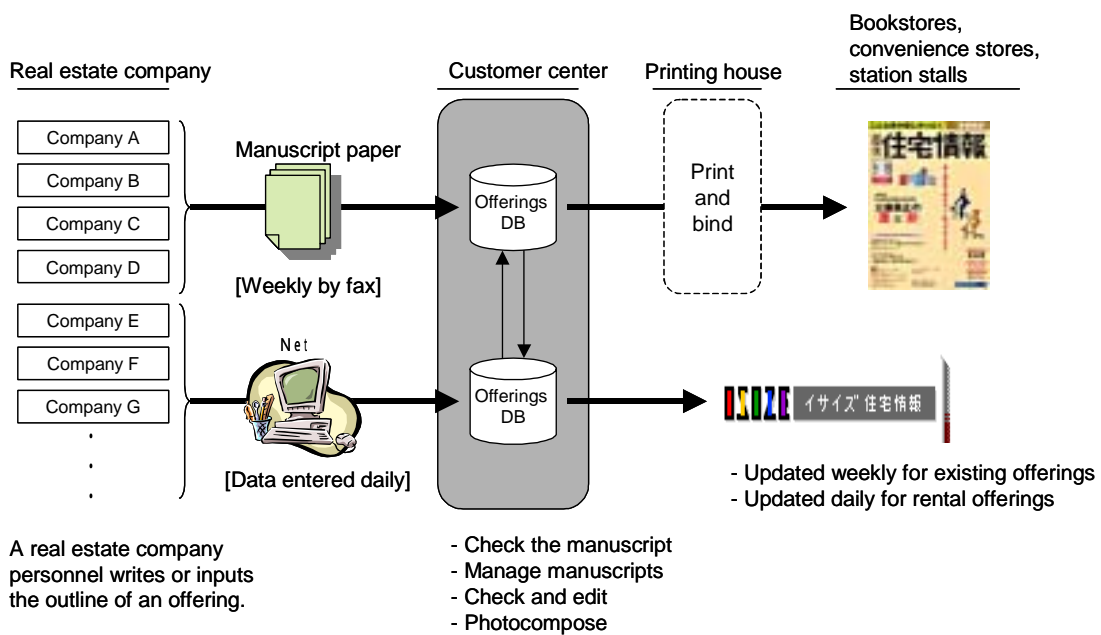 Real estate company
Customer center
Printing house
Bookstores,
convenience stores,
station stalls
Company A
Company B
Company C
Company D
Manuscript paper
[Weekly by fax]
Offerings
DB
Print
and
bind
住宅情報
Company E
Company F
Company G
Net
[Data entered daily]
Offerings
DB
ISIZE イサイズ 住宅情報
- Updated weekly for existing offerings
- Updated daily for rental offerings
A real estate company
personnel writes or inputs
the outline of an offering.
- Check the manuscript
- Manage manuscripts
- Check and edit
- Photocompose